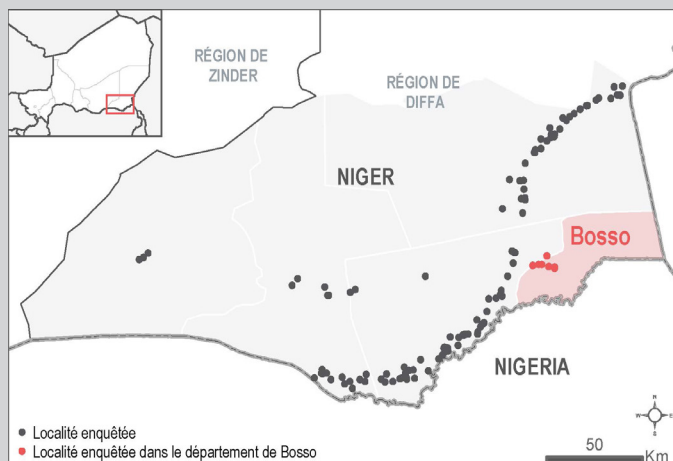 RÉGION DE
ZINDER
RÉGION DE
DIFFA
NIGER
Bosso
NIGERIA
N
W E
S
Localité enquêtée
Localité enquêtée dans le département de Bosso
50
Km